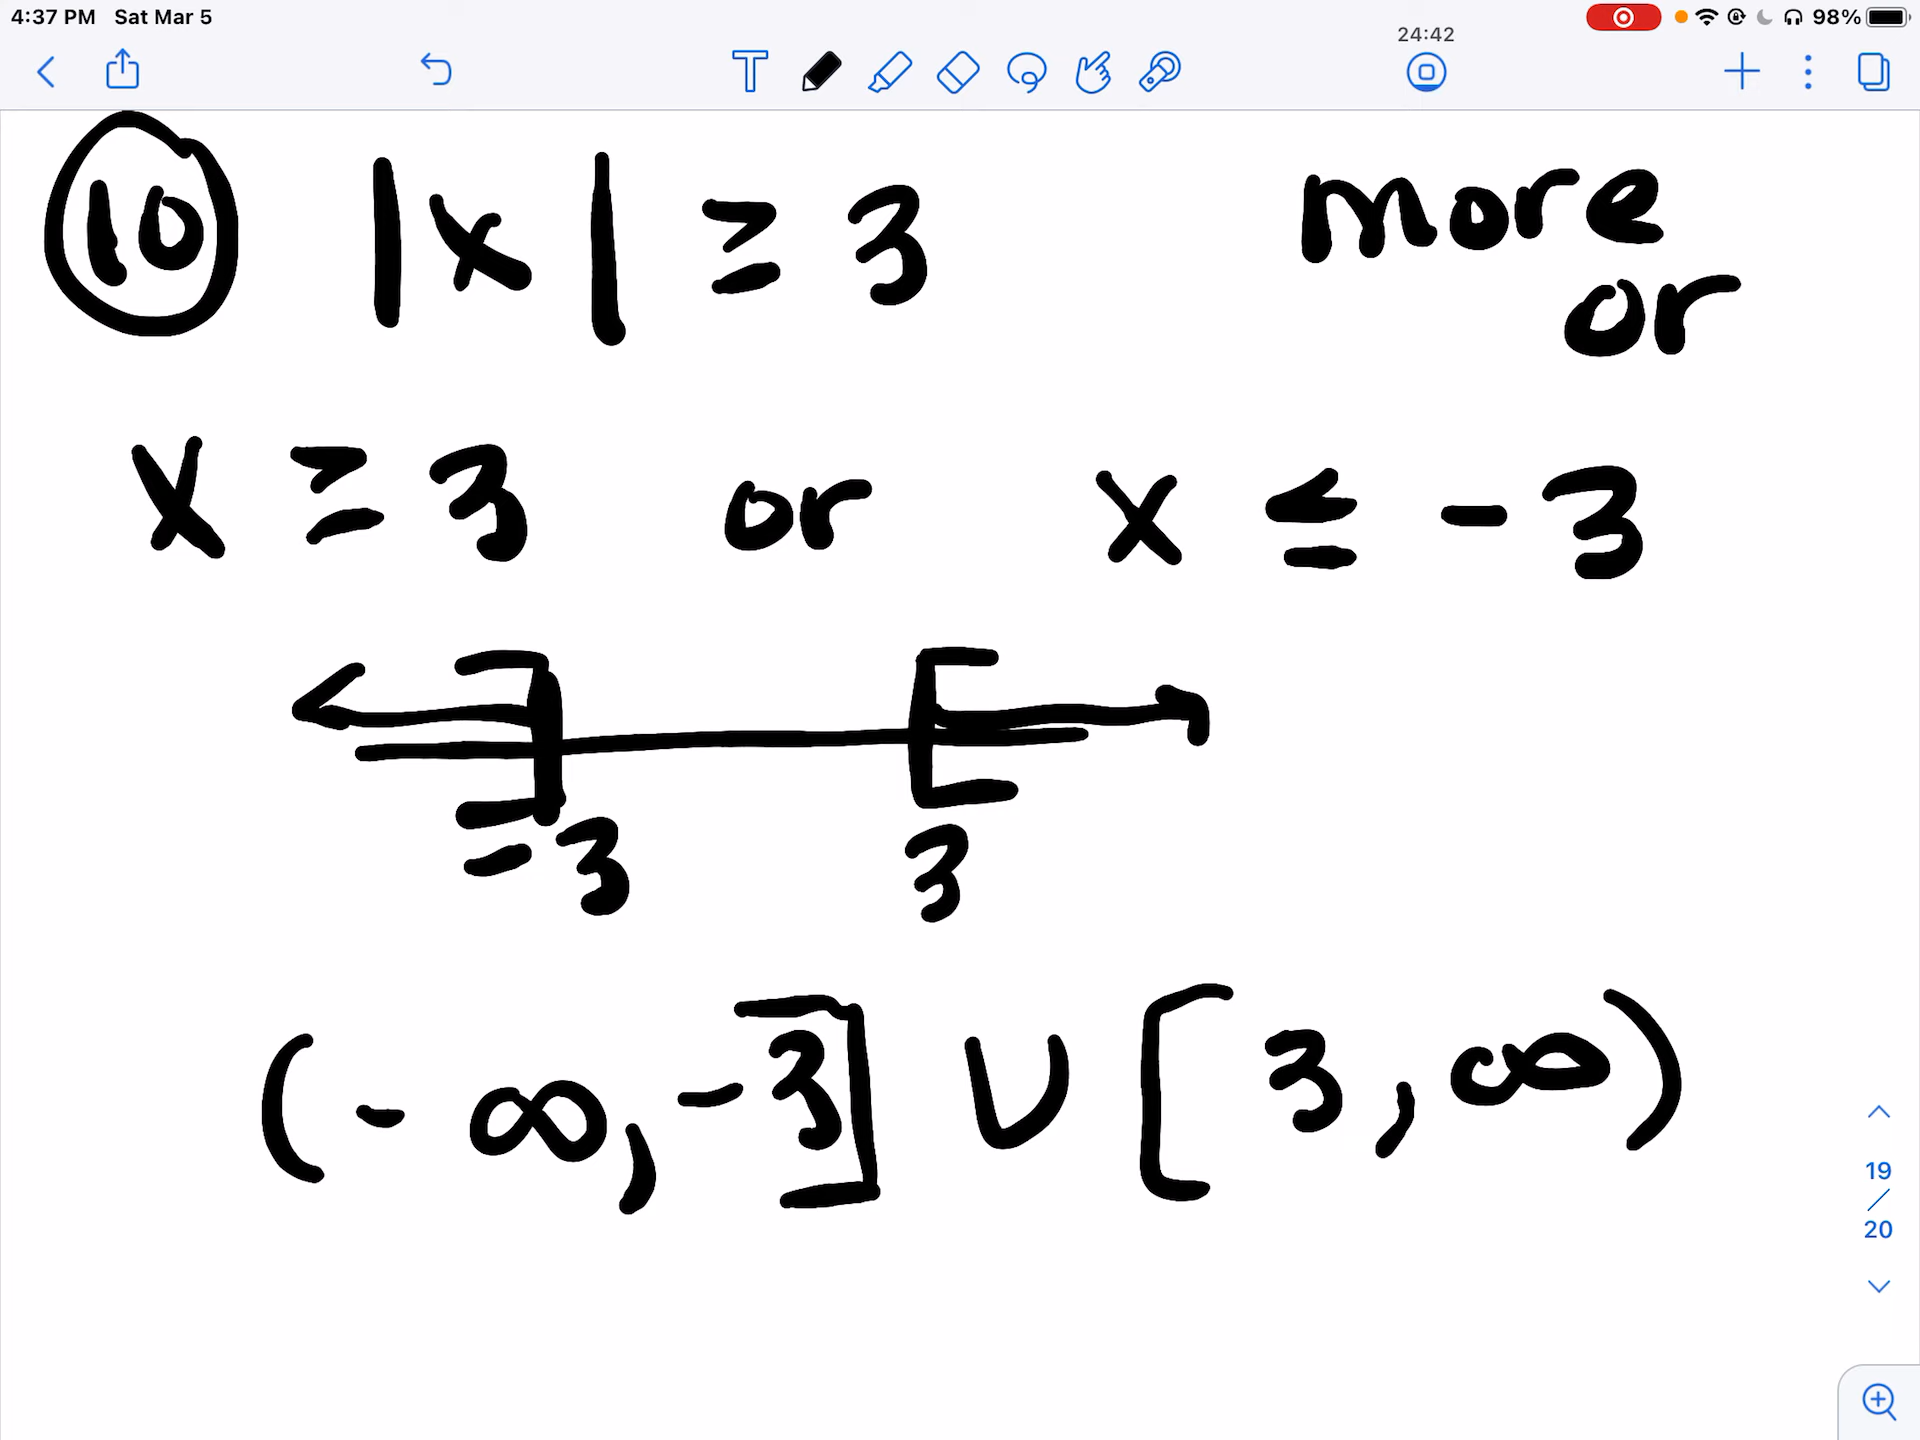 4:37 PM Sat Mar 5 98%
24:42
10 |x| ≥ 3 more
or
x ≥ 3 or x ≤ -3
-3 3
(-∞, -3] ∪ [3, ∞)
19
/
20